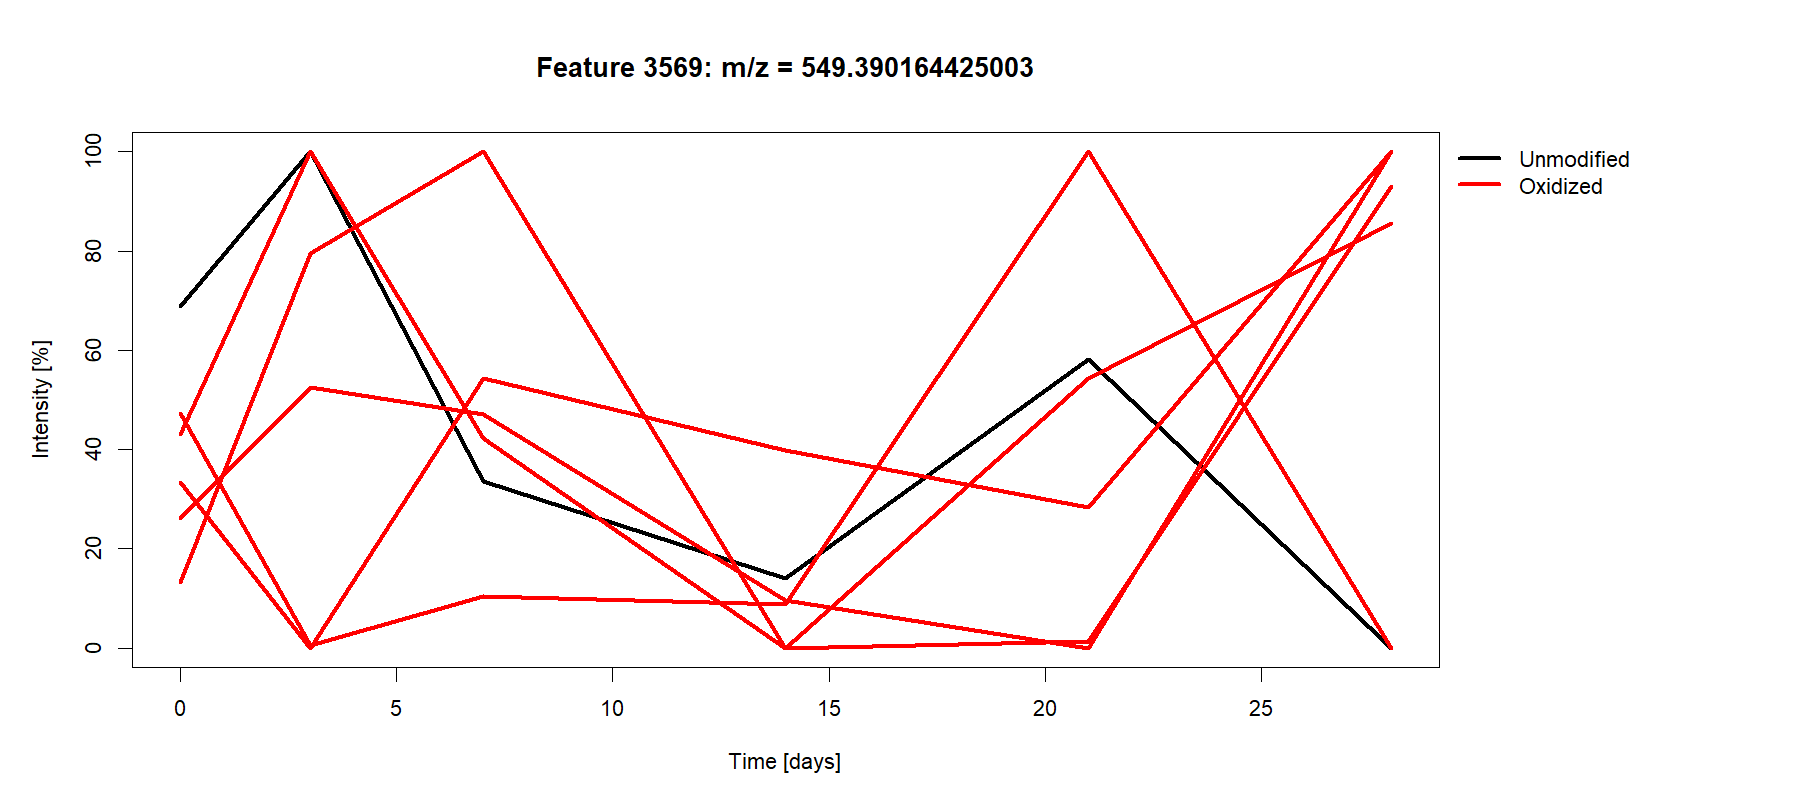 Feature 3569: m/z = 549.390164425003
Unmodified
Oxidized
Intensity [%]
100
80
60
40
20
0
0 5 10 15 20 25
Time [days]